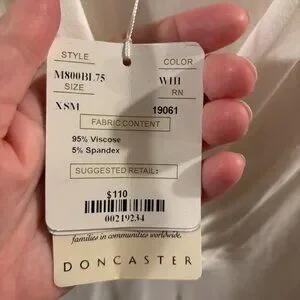 STYLE COLOR
M800BL75 WHI
SIZE RN
XSM 19061
FABRIC CONTENT
95% Viscose
5% Spandex
SUGGESTED RETAIL:
$110
00219234
families in communities worldwide.
DONCASTER